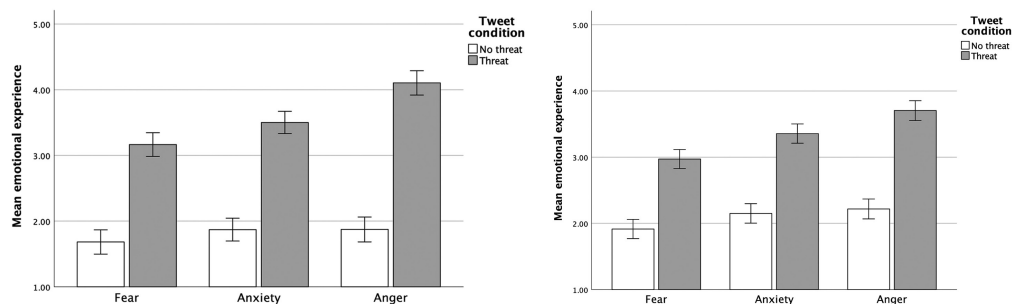 Tweet
condition
No threat
Threat
5.00
4.00
3.00
2.00
1.00
Mean emotional experience
Fear Anxiety Anger
Tweet
condition
No threat
Threat
5.00
4.00
3.00
2.00
1.00
Mean emotional experience
Fear Anxiety Anger